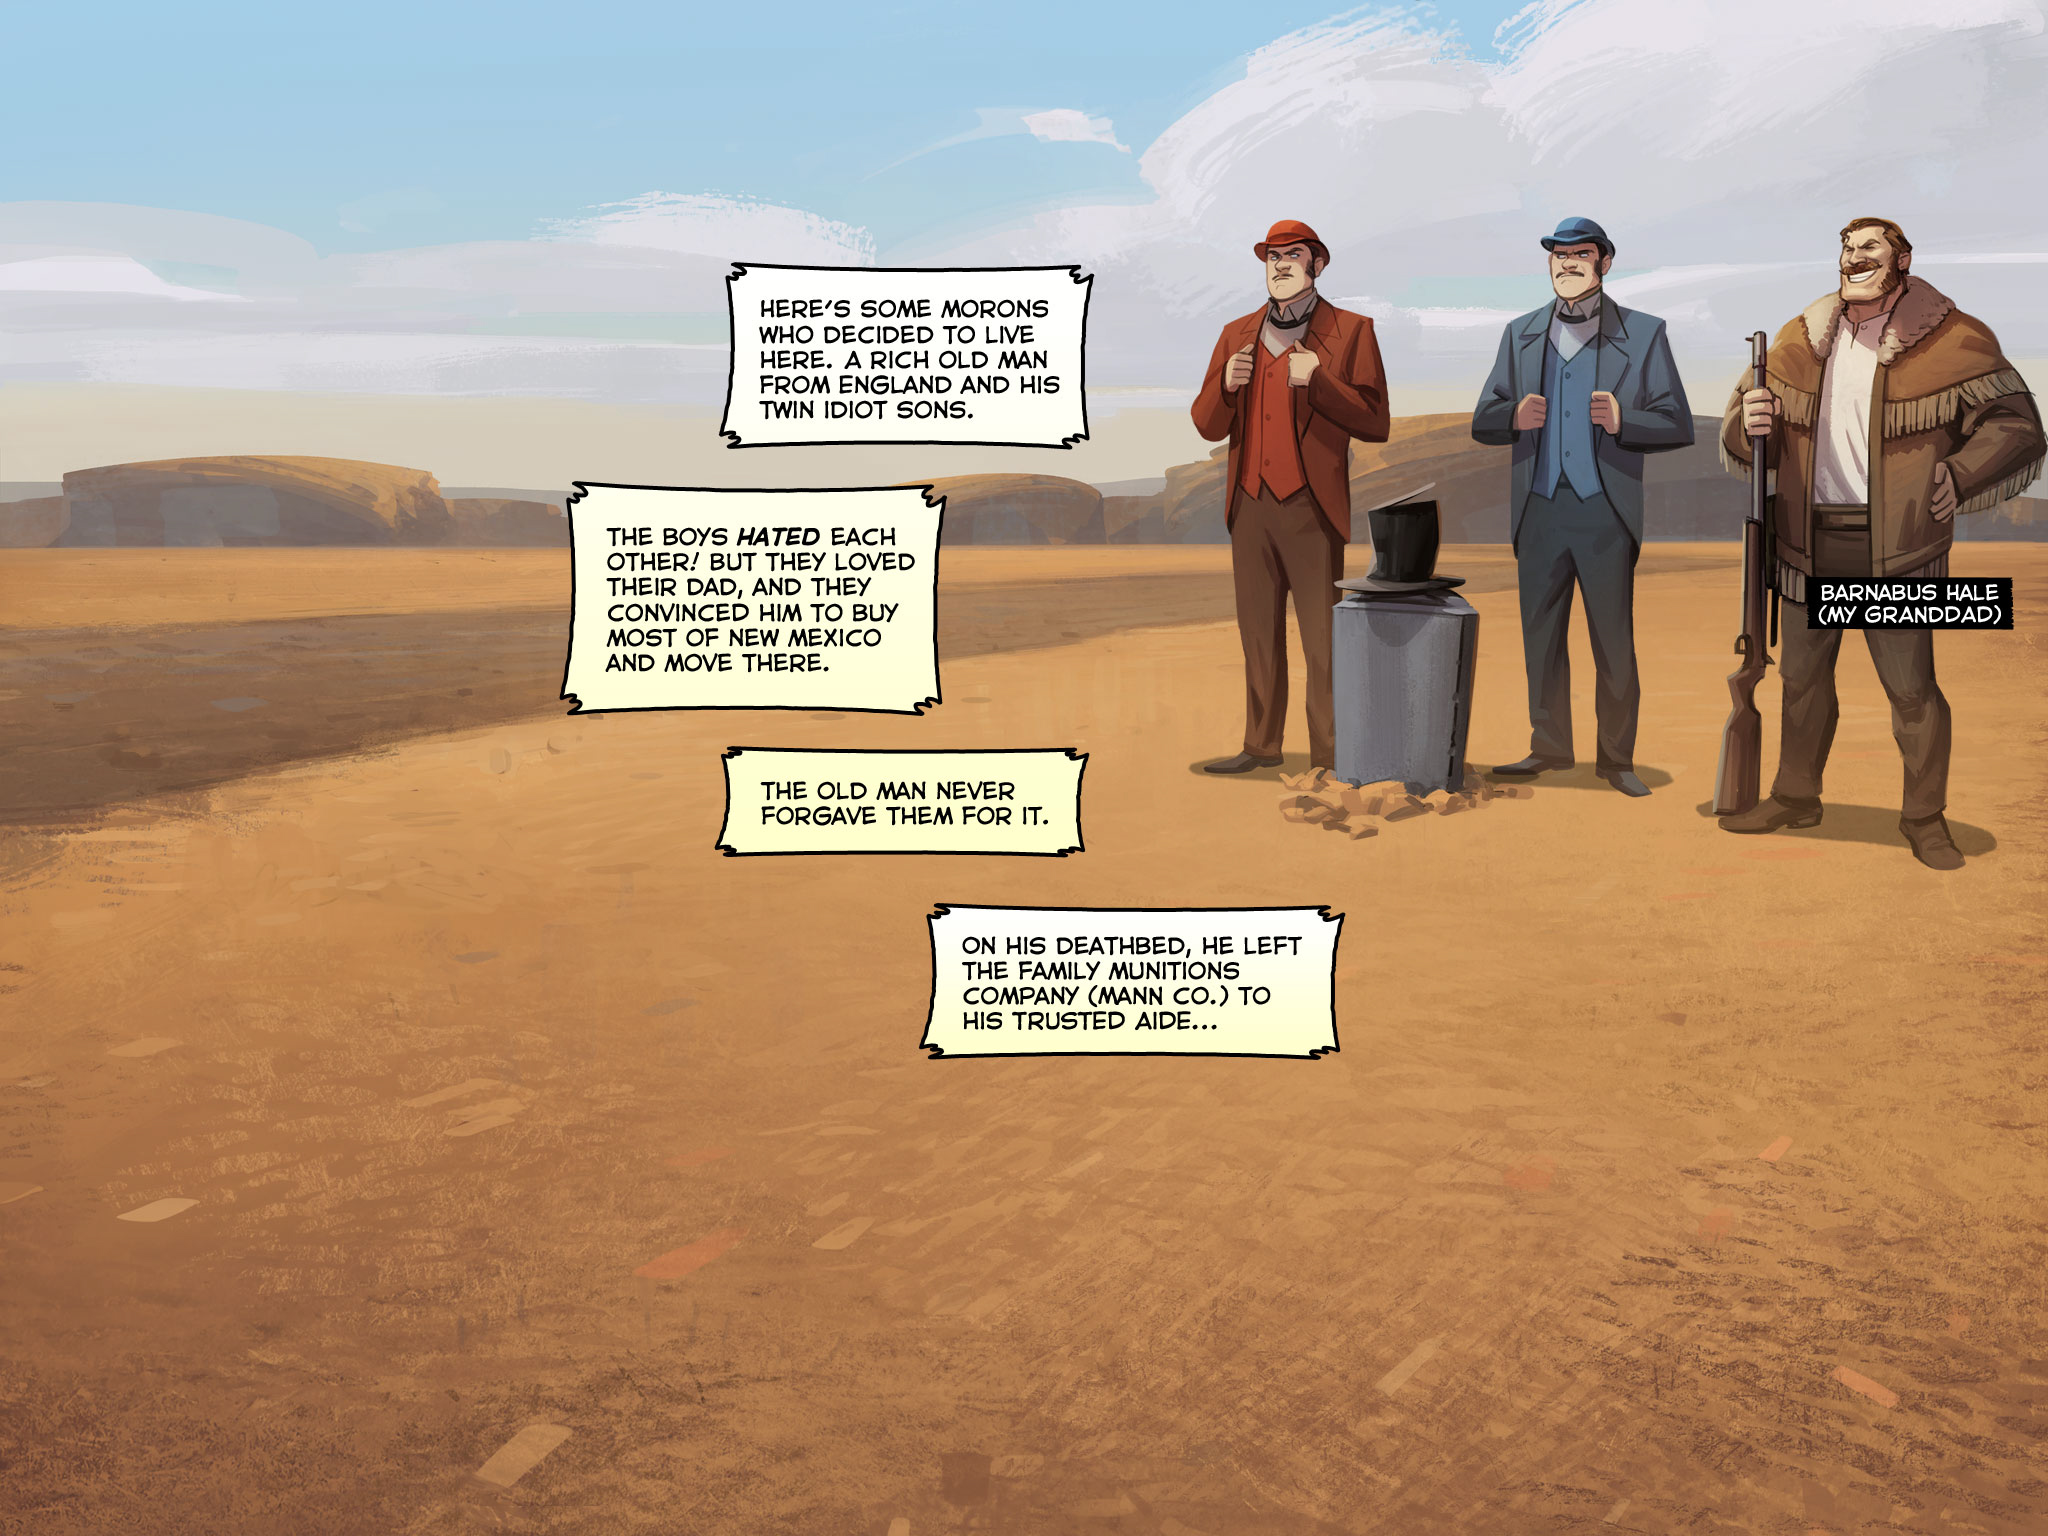 HERE'S SOME MORONS
WHO DECIDED TO LIVE
HERE. A RICH OLD MAN
FROM ENGLAND AND HIS
TWIN IDIOT SONS.
THE BOYS HATED EACH
OTHER! BUT THEY LOVED
THEIR DAD, AND THEY
CONVINCED HIM TO BUY
MOST OF NEW MEXICO
AND MOVE THERE.
THE OLD MAN NEVER
FORGAVE THEM FOR IT.
ON HIS DEATHBED, HE LEFT
THE FAMILY MUNITIONS
COMPANY (MANN CO.) TO
HIS TRUSTED AIDE...
BARNABUS HALE
(MY GRANDDAD)